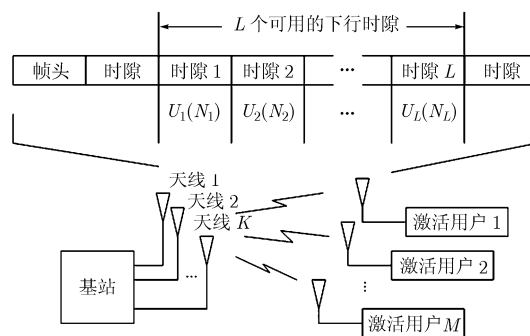 L 个可用的下行时隙
帧头 时隙 时隙 1 时隙 2 ... 时隙 L 时隙
U₁(N₁) U₂(N₂) ... U_L(N_L)
天线 1
天线 2
天线 K
激活用户 1
基站
...
激活用户 2
⋮
激活用户 M